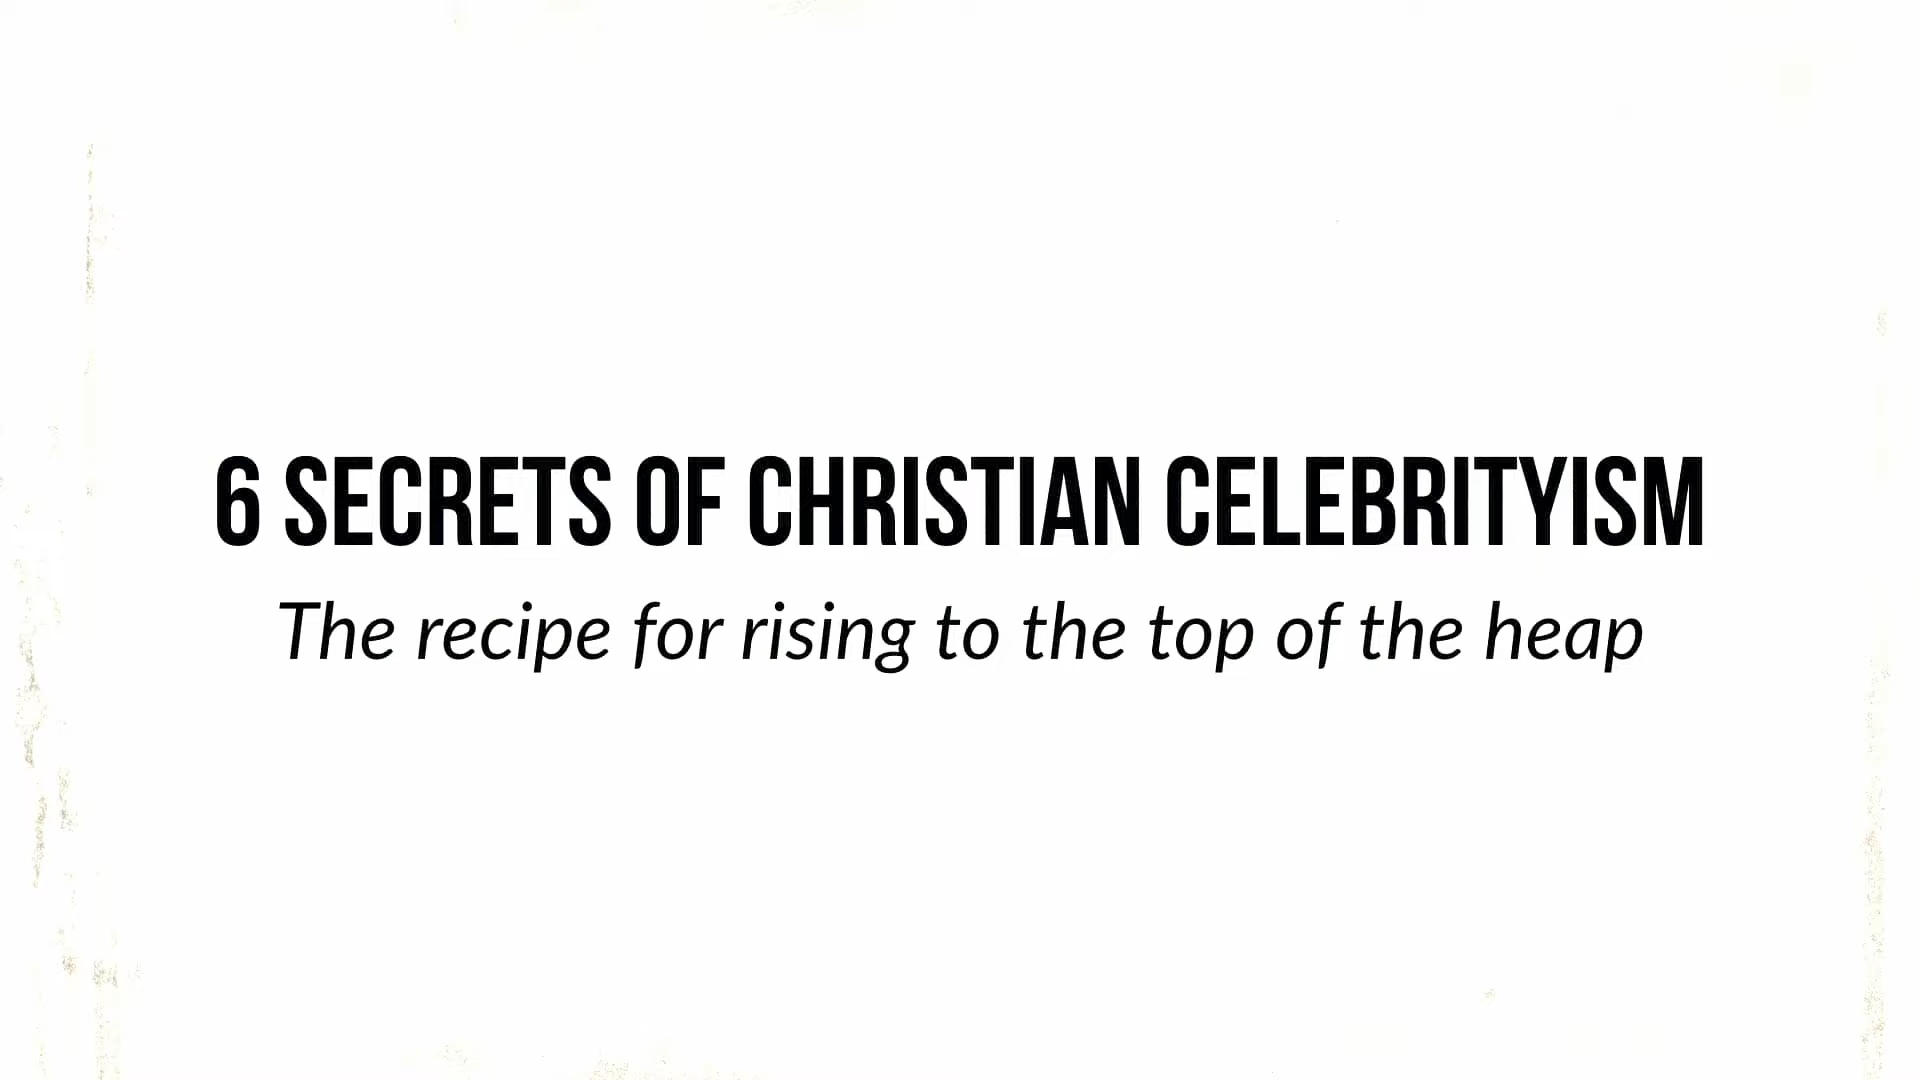 6 SECRETS OF CHRISTIAN CELEBRITYISM
The recipe for rising to the top of the heap